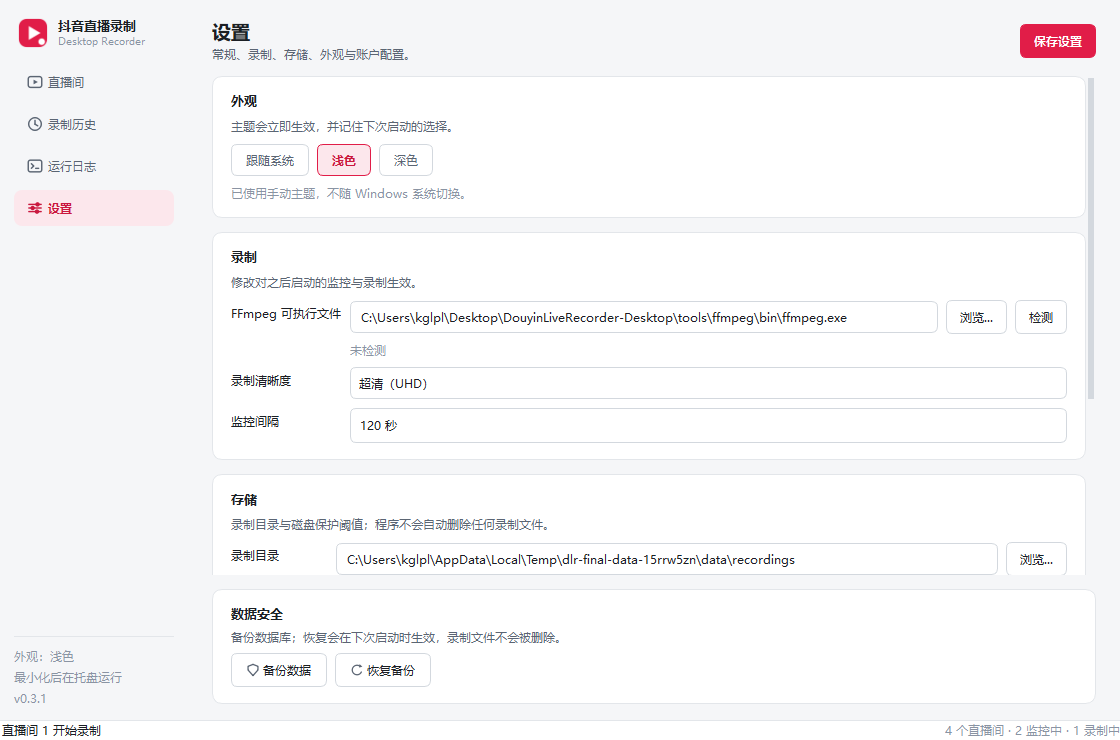 抖音直播录制
Desktop Recorder
直播间
录制历史
运行日志
设置
外观：浅色
最小化后在托盘运行
v0.3.1
设置
常规、录制、存储、外观与账户配置。
保存设置
外观
主题会立即生效，并记住下次启动的选择。
跟随系统 浅色 深色
已使用手动主题，不随 Windows 系统切换。
录制
修改对之后启动的监控与录制生效。
FFmpeg 可执行文件 C:\Users\kglpl\Desktop\DouyinLiveRecorder-Desktop\tools\ffmpeg\bin\ffmpeg.exe 浏览... 检测
未检测
录制清晰度 超清（UHD）
监控间隔 120 秒
存储
录制目录与磁盘保护阈值；程序不会自动删除任何录制文件。
录制目录 C:\Users\kglpl\AppData\Local\Temp\dlr-final-data-15rrw5zn\data\recordings 浏览...
数据安全
备份数据库；恢复会在下次启动时生效，录制文件不会被删除。
备份数据 恢复备份
直播间 1 开始录制 4 个直播间 · 2 监控中 · 1 录制中